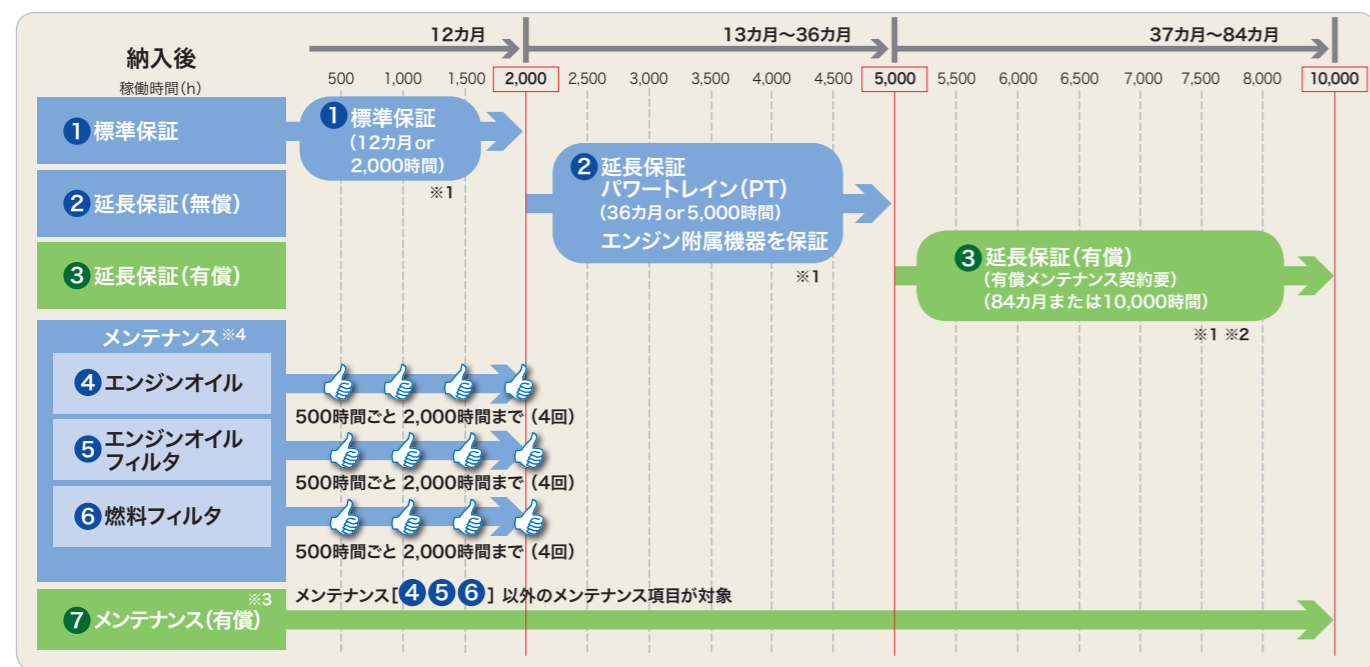 12カ月
13カ月〜36カ月
37カ月〜84カ月
納入後
稼働時間(h)
500 1,000 1,500 2,000 2,500 3,000 3,500 4,000 4,500 5,000 5,500 6,000 6,500 7,000 7,500 8,000 10,000
1 標準保証
1 標準保証
(12カ月or
2,000時間)
※1
2 延長保証(無償)
2 延長保証
パワートレイン(PT)
(36カ月or5,000時間)
エンジン附属機器を保証
※1
3 延長保証(有償)
3 延長保証(有償)
(有償メンテナンス契約要)
(84カ月または10,000時間)
※1 ※2
メンテナンス※4
4 エンジンオイル
500時間ごと 2,000時間まで (4回)
5 エンジンオイル
フィルタ
500時間ごと 2,000時間まで (4回)
6 燃料フィルタ
500時間ごと 2,000時間まで (4回)
※3
7 メンテナンス(有償)
メンテナンス[4 5 6] 以外のメンテナンス項目が対象